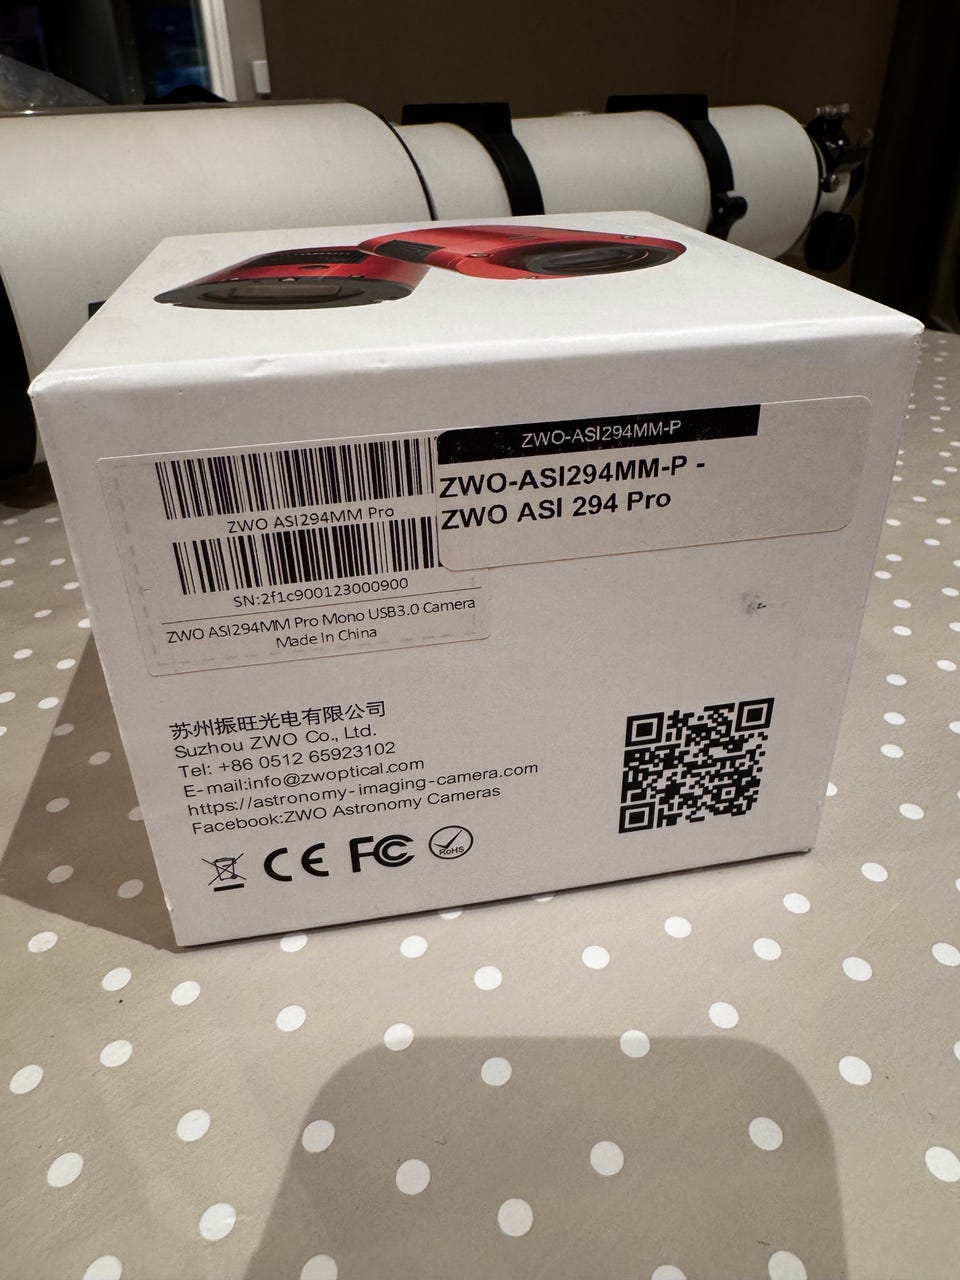 ZWO ASI294MM Pro
SN:2f1c900123000900
ZWO ASI294MM Pro Mono USB3.0 Camera
Made In China
ZWO-ASI294MM-P
ZWO-ASI294MM-P -
ZWO ASI 294 Pro
苏州振旺光电有限公司
Suzhou ZWO Co., Ltd.
Tel: +86 0512 65923102
E-mail:info@zwoptical.com
https://astronomy-imaging-camera.com
Facebook:ZWO Astronomy Cameras
CE FC RoHS